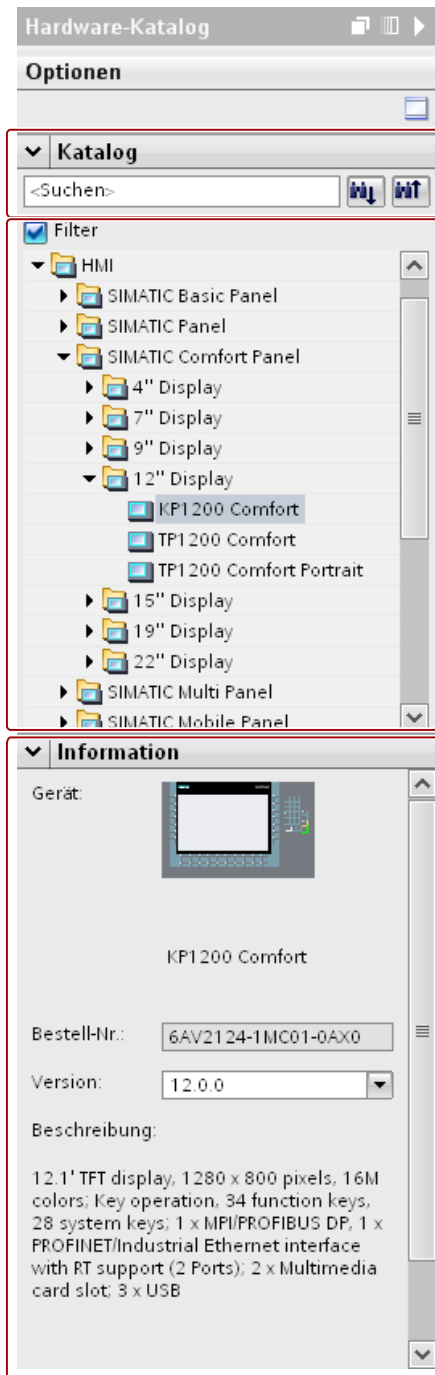 Hardware-Katalog
Optionen
Katalog
<Suchen>
Filter
HMI
SIMATIC Basic Panel
SIMATIC Panel
SIMATIC Comfort Panel
4" Display
7" Display
9" Display
12" Display
KP1200 Comfort
TP1200 Comfort
TP1200 Comfort Portrait
15" Display
19" Display
22" Display
SIMATIC Multi Panel
SIMATIC Mobile Panel
Information
Gerät:
KP1200 Comfort
Bestell-Nr.: 6AV2124-1MC01-0AX0
Version: 12.0.0
Beschreibung:
12.1' TFT display, 1280 x 800 pixels, 16M
colors; Key operation, 34 function keys,
28 system keys; 1 x MPI/PROFIBUS DP, 1 x
PROFINET/Industrial Ethernet interface
with RT support (2 Ports); 2 x Multimedia
card slot; 3 x USB